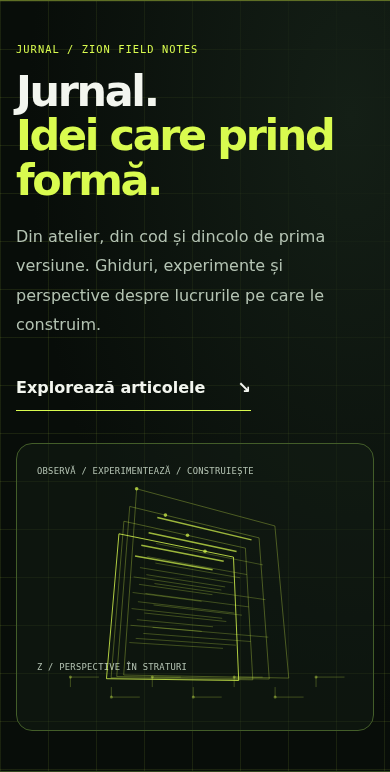 JURNAL / ZION FIELD NOTES
Jurnal.
Idei care prind
formă.
Din atelier, din cod și dincolo de prima
versiune. Ghiduri, experimente și
perspective despre lucrurile pe care le
construim.
Explorează articolele ↘
OBSERVĂ / EXPERIMENTEAZĂ / CONSTRUIEȘTE
Z / PERSPECTIVE ÎN STRATURI